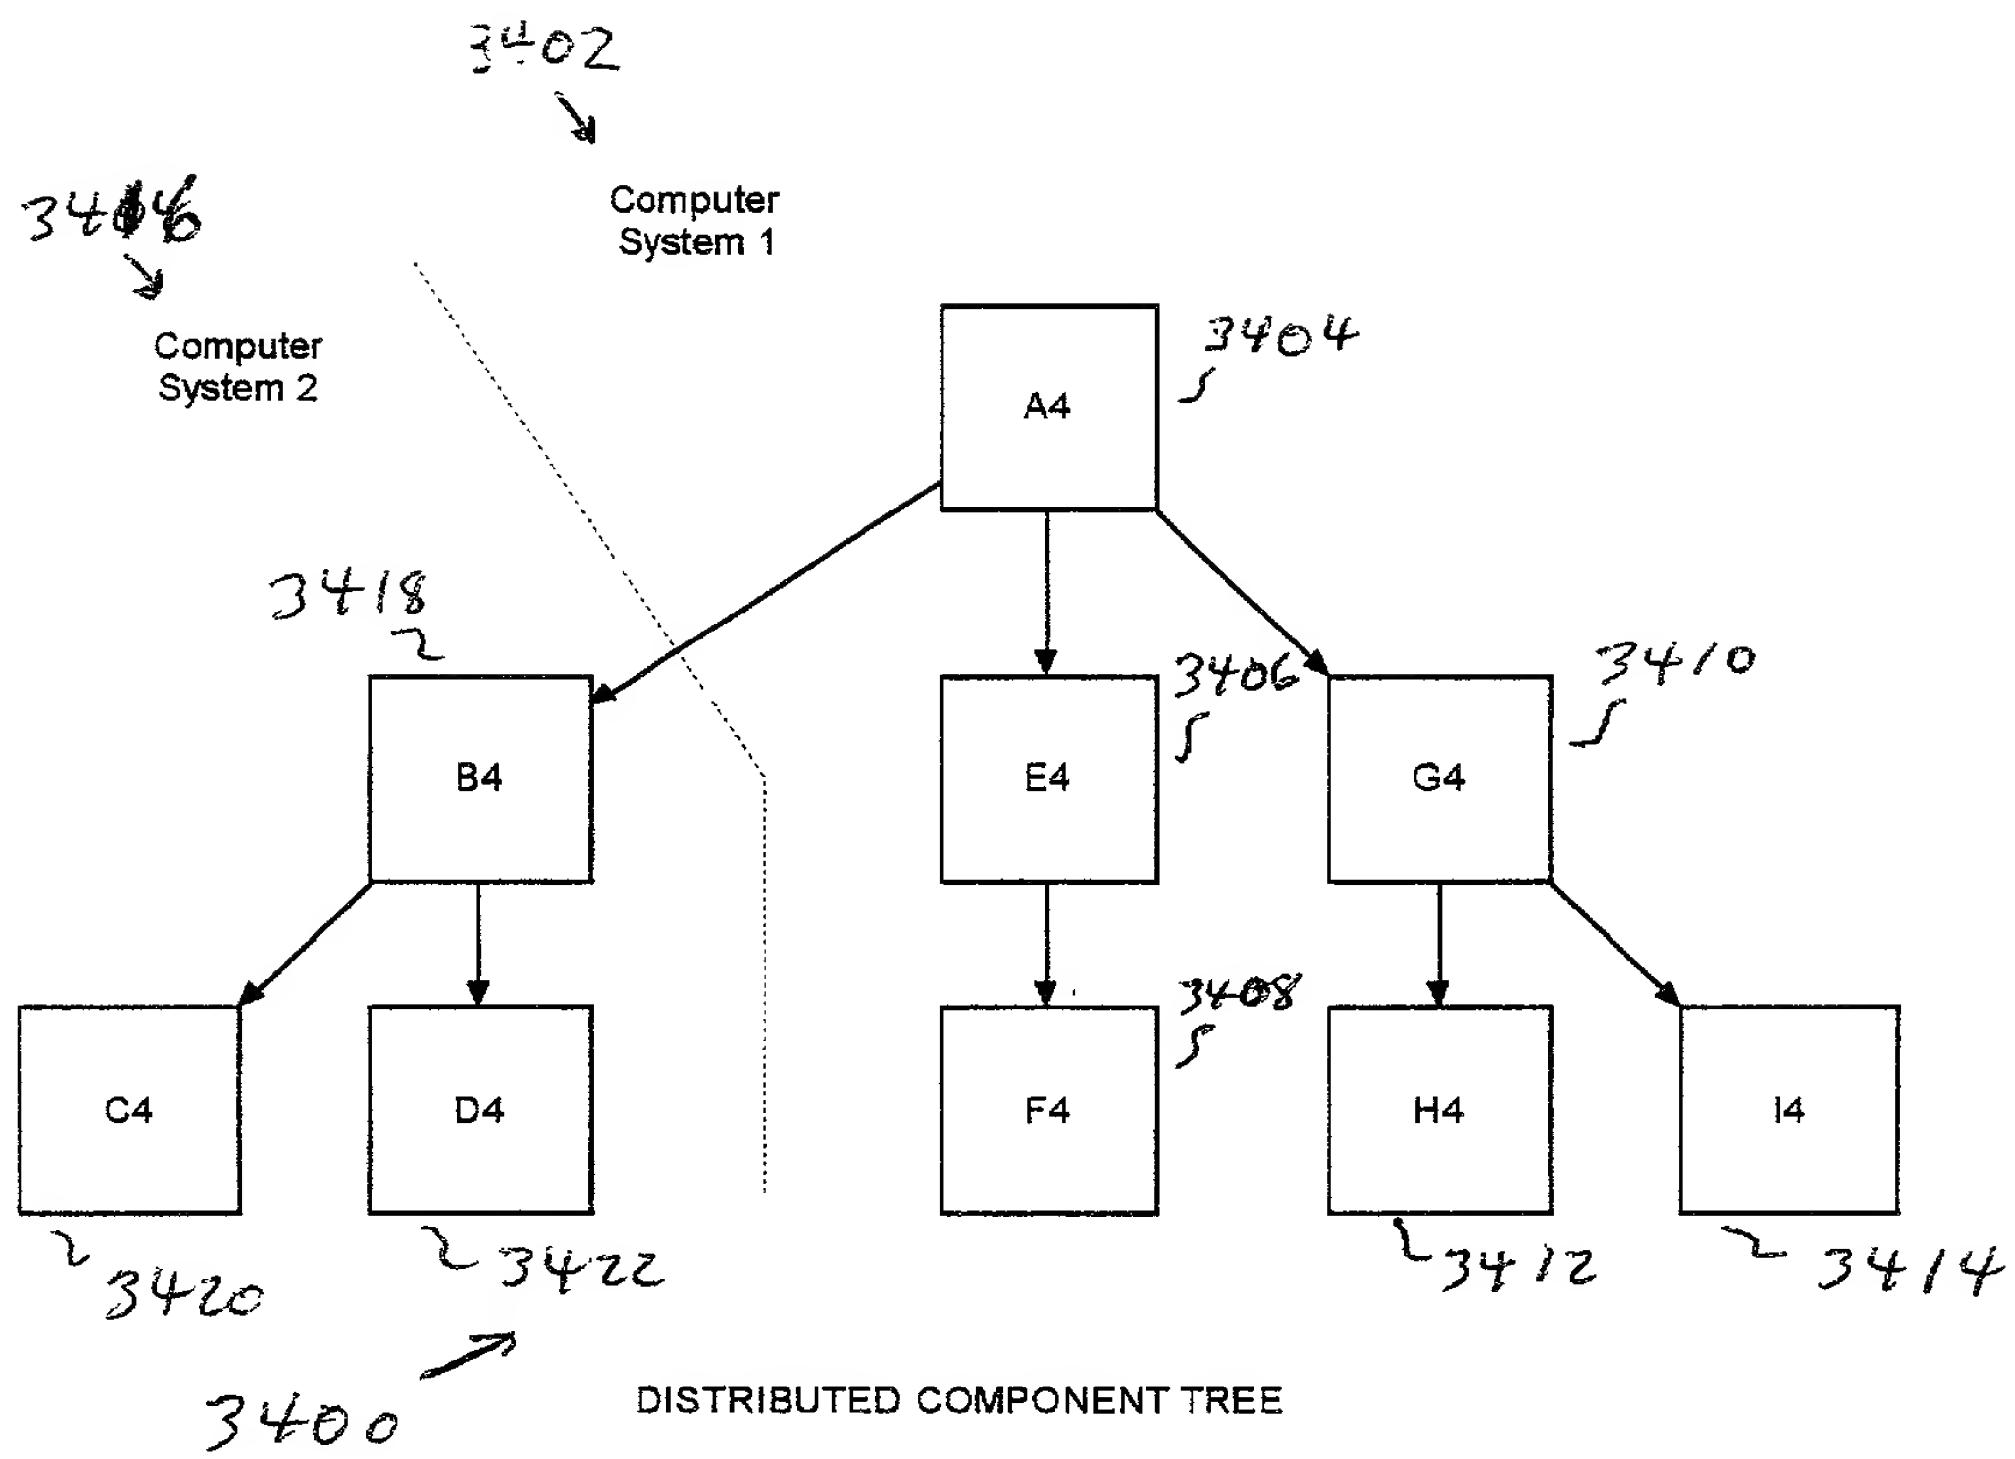 3402
3416
Computer
System 1
Computer
System 2
3404
A4
3418
3406
3410
B4
E4
G4
3408
C4
D4
F4
H4
I4
3420
3422
3412
3414
3400
DISTRIBUTED COMPONENT TREE